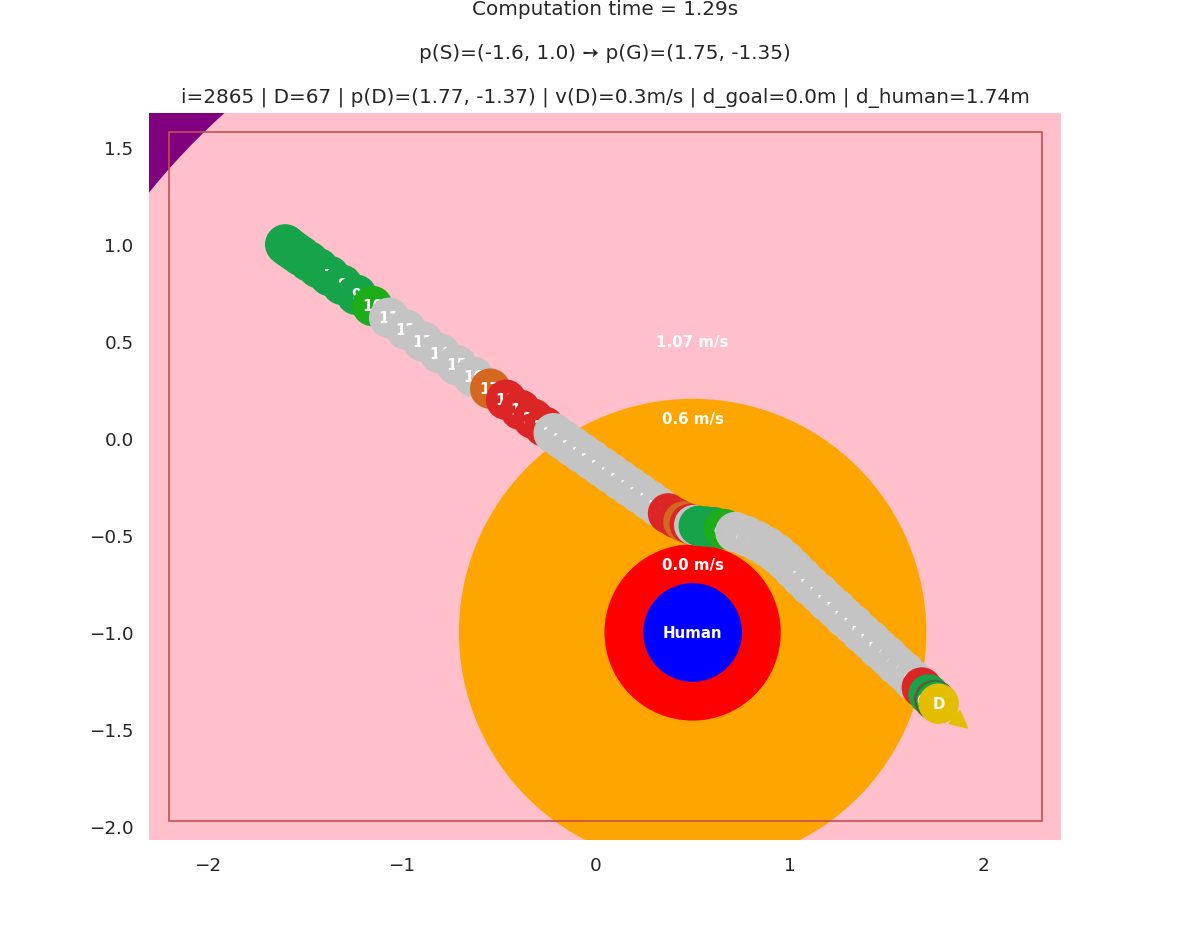 Computation time = 1.29s
p(S)=(-1.6, 1.0) → p(G)=(1.75, -1.35)
i=2865 | D=67 | p(D)=(1.77, -1.37) | v(D)=0.3m/s | d_goal=0.0m | d_human=1.74m
1.5
1.0
0.5
0.0
−0.5
−1.0
−1.5
−2.0
1.07 m/s
0.6 m/s
0.0 m/s
Human
D
−2
−1
0
1
2